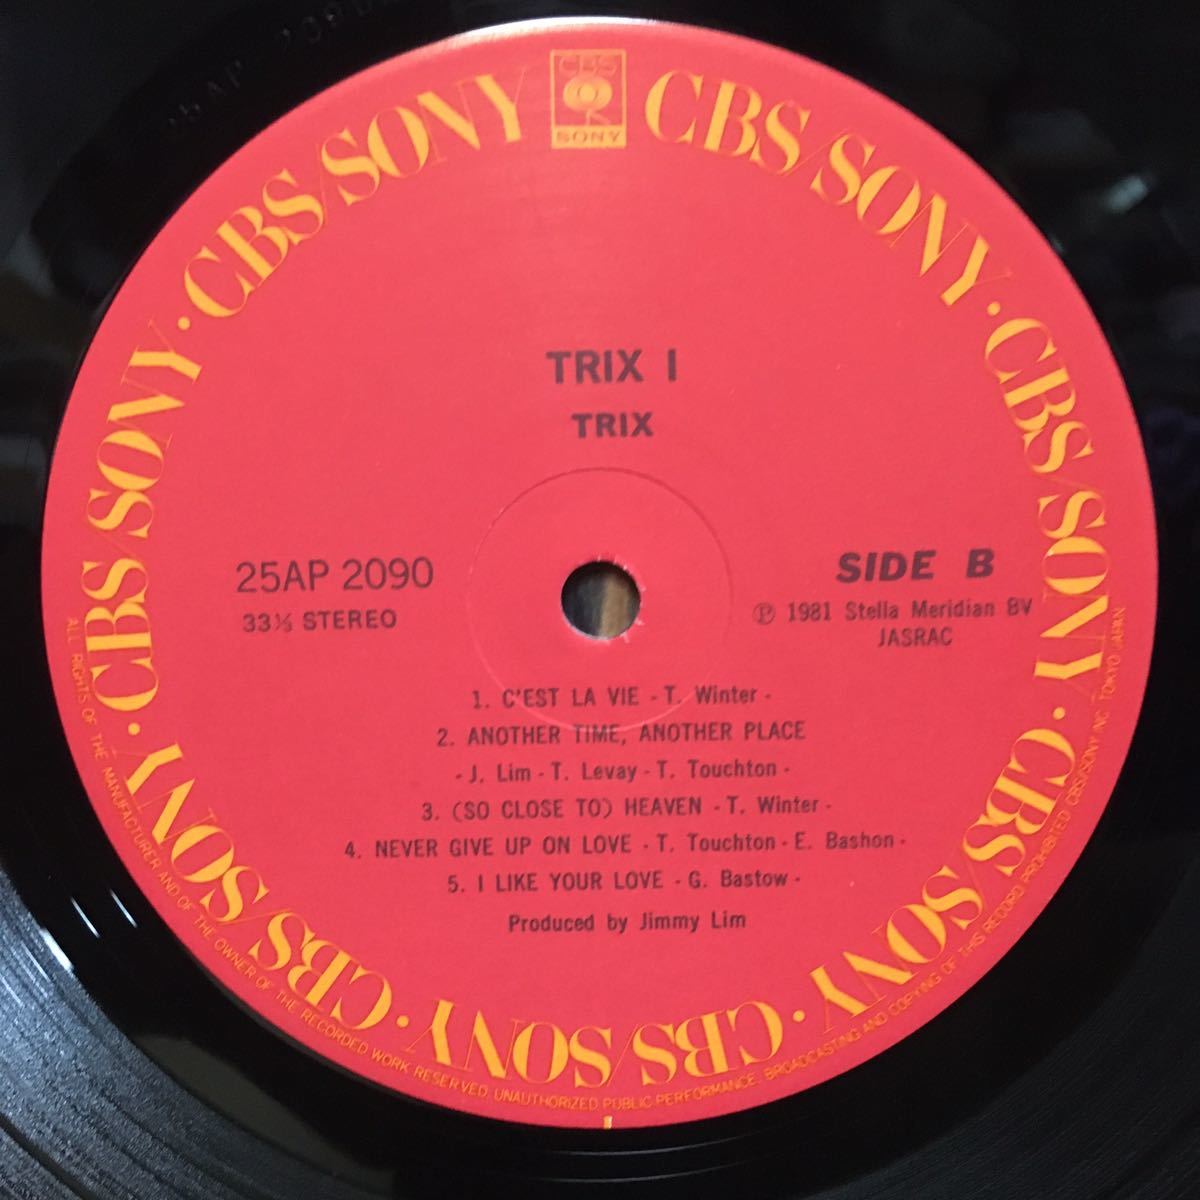 CBS
SONY
CBS/SONY · CBS/SONY · CBS/SONY · CBS/SONY · CBS/SONY · CBS/SONY · CBS/SONY · CBS/SONY
TRIX I
TRIX
25AP 2090
33⅓ STEREO
SIDE B
Ⓟ 1981 Stella Meridian BV
JASRAC
1. C'EST LA VIE - T. Winter -
2. ANOTHER TIME, ANOTHER PLACE
- J. Lim - T. Levay - T. Touchton -
3. (SO CLOSE TO) HEAVEN - T. Winter -
4. NEVER GIVE UP ON LOVE - T. Touchton - E. Bashon -
5. I LIKE YOUR LOVE - G. Bastow -
Produced by Jimmy Lim
ALL RIGHTS OF THE MANUFACTURER AND OF THE OWNER OF THE RECORDED WORK RESERVED. UNAUTHORIZED PUBLIC PERFORMANCE, BROADCASTING AND COPYING OF THIS RECORD PROHIBITED CBS/SONY INC. TOKYO JAPAN